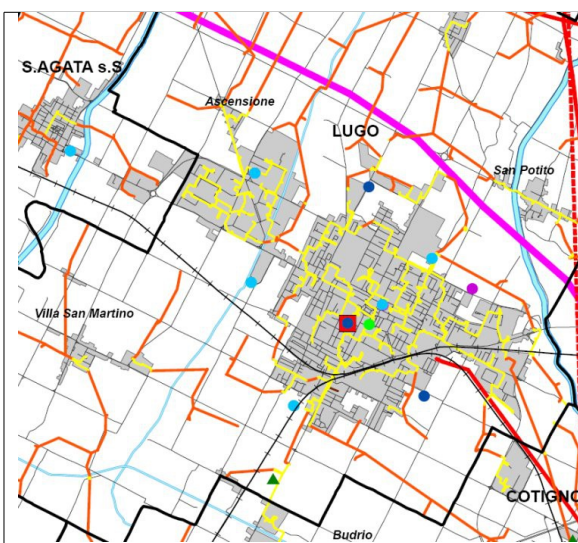 S.AGATA s.S
Ascensione
LUGO
San Potito
Villa San Martino
COTIGNO
Budrio